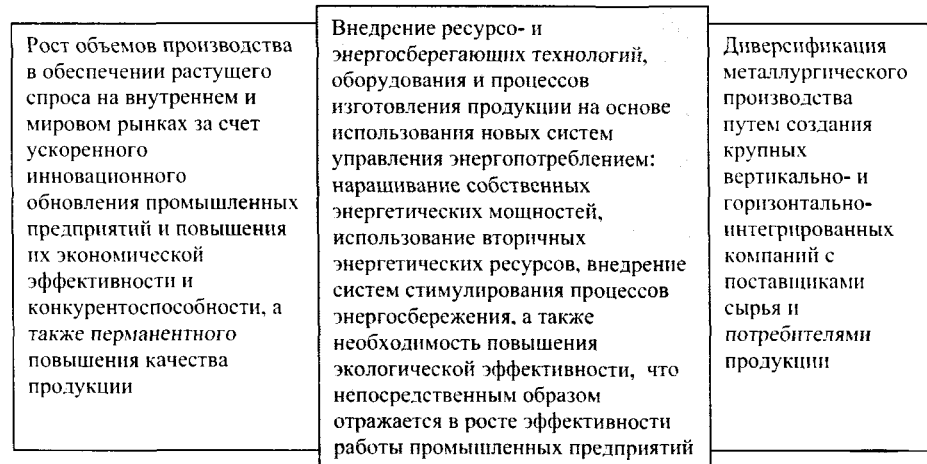 Рост объемов производства
в обеспечении растущего
спроса на внутреннем и
мировом рынках за счет
ускоренного
инновационного
обновления промышленных
предприятий и повышения
их экономической
эффективности и
конкурентоспособности, а
также перманентного
повышения качества
продукции
Внедрение ресурсо- и
энергосберегающих технологий,
оборудования и процессов
изготовления продукции на основе
использования новых систем
управления энергопотреблением:
наращивание собственных
энергетических мощностей,
использование вторичных
энергетических ресурсов, внедрение
систем стимулирования процессов
энергосбережения, а также
необходимость повышения
экологической эффективности, что
непосредственным образом
отражается в росте эффективности
работы промышленных предприятий
Диверсификация
металлургического
производства
путем создания
крупных
вертикально- и
горизонтально-
интегрированных
компаний с
поставщиками
сырья и
потребителями
продукции